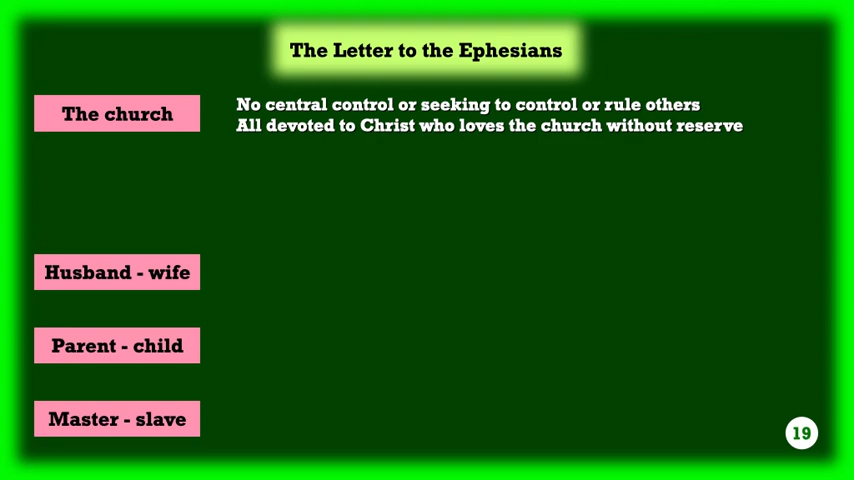 The Letter to the Ephesians
The church
No central control or seeking to control or rule others
All devoted to Christ who loves the church without reserve
Husband - wife
Parent - child
Master - slave
19